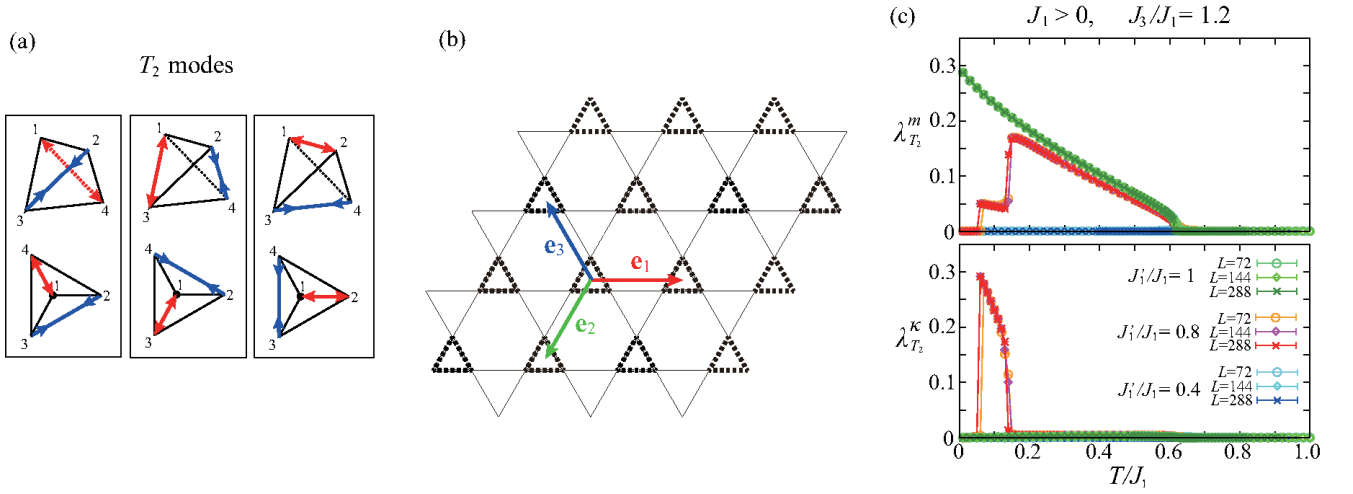 (a)
T₂ modes
1
2
3
4
1
2
3
4
1
2
3
4
4
1
2
3
4
1
2
3
4
1
2
3
(b)
e₃
e₁
e₂
(c)
J₁ > 0, J₃/J₁= 1.2
0.3
0.2
0.1
0
λᵐ_T₂
0.3
0.2
0.1
0
λᵏ_T₂
J₁'/J₁= 1
L=72
L=144
L=288
J₁'/J₁= 0.8
L=72
L=144
L=288
J₁'/J₁= 0.4
L=72
L=144
L=288
0 0.2 0.4 0.6 0.8 1.0
T/J₁